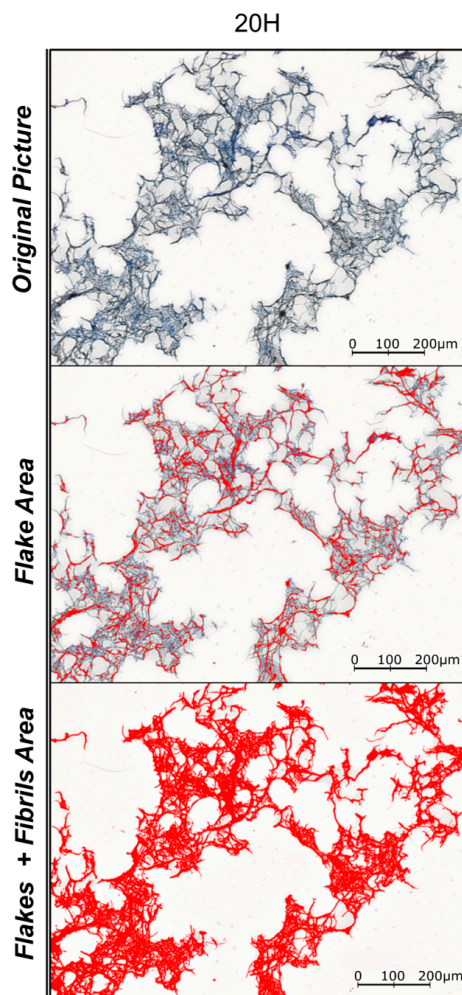 20H
Original Picture
0 100 200µm
Flake Area
0 100 200µm
Flakes + Fibrils Area
0 100 200µm